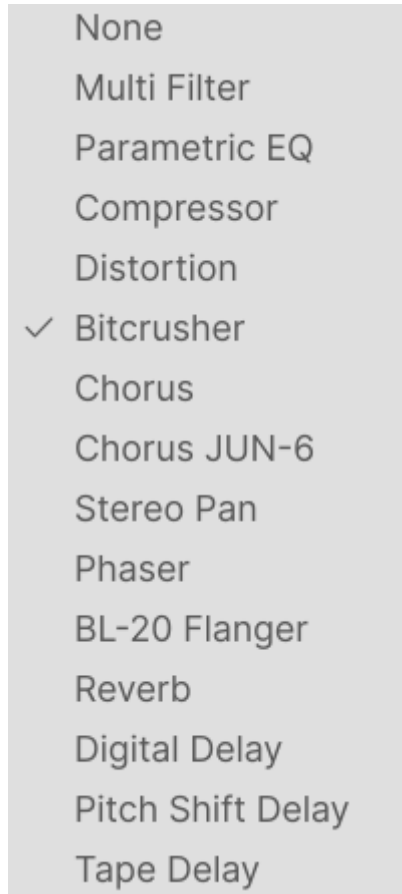 None
Multi Filter
Parametric EQ
Compressor
Distortion
✓ Bitcrusher
Chorus
Chorus JUN-6
Stereo Pan
Phaser
BL-20 Flanger
Reverb
Digital Delay
Pitch Shift Delay
Tape Delay